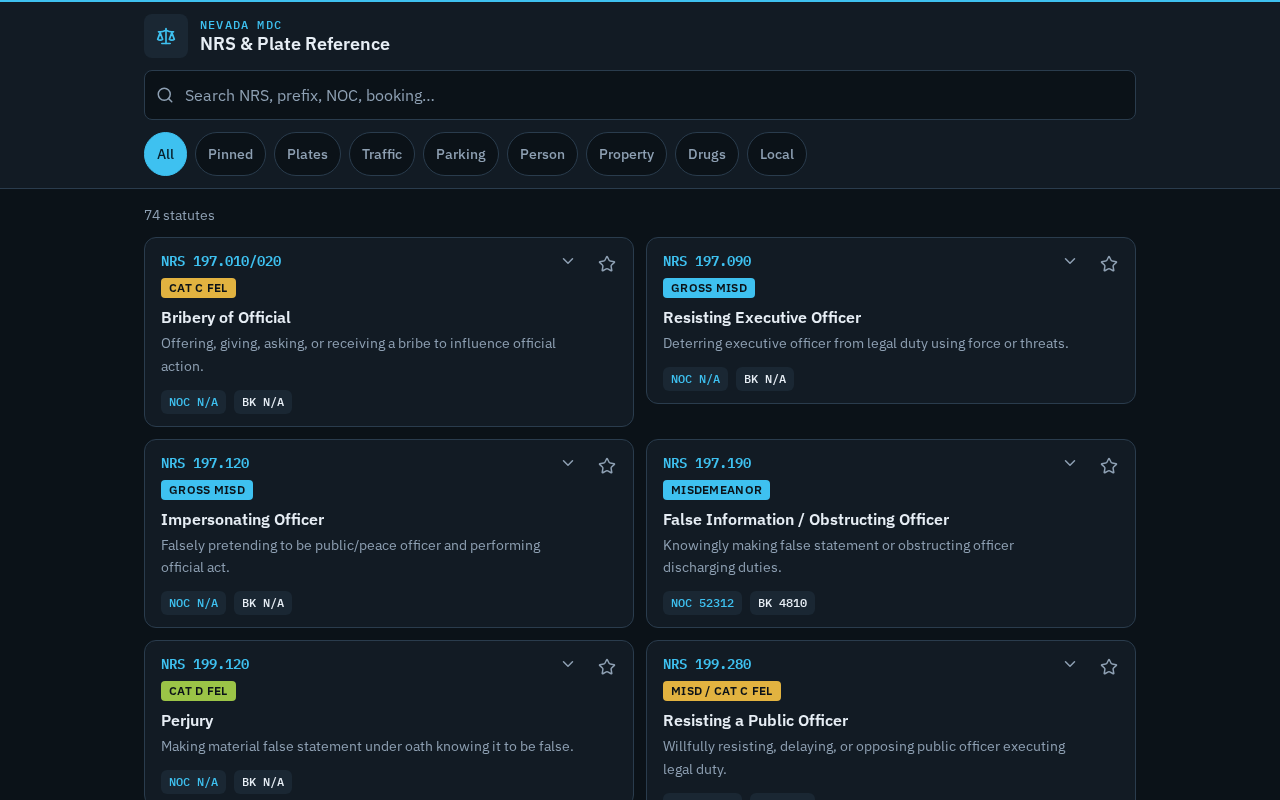 NEVADA MDC
NRS & Plate Reference
Search NRS, prefix, NOC, booking...
All Pinned Plates Traffic Parking Person Property Drugs Local
74 statutes
NRS 197.010/020
CAT C FEL
Bribery of Official
Offering, giving, asking, or receiving a bribe to influence official
action.
NOC N/A BK N/A
NRS 197.090
GROSS MISD
Resisting Executive Officer
Deterring executive officer from legal duty using force or threats.
NOC N/A BK N/A
NRS 197.120
GROSS MISD
Impersonating Officer
Falsely pretending to be public/peace officer and performing
official act.
NOC N/A BK N/A
NRS 197.190
MISDEMEANOR
False Information / Obstructing Officer
Knowingly making false statement or obstructing officer
discharging duties.
NOC 52312 BK 4810
NRS 199.120
CAT D FEL
Perjury
Making material false statement under oath knowing it to be false.
NOC N/A BK N/A
NRS 199.280
MISD / CAT C FEL
Resisting a Public Officer
Willfully resisting, delaying, or opposing public officer executing
legal duty.